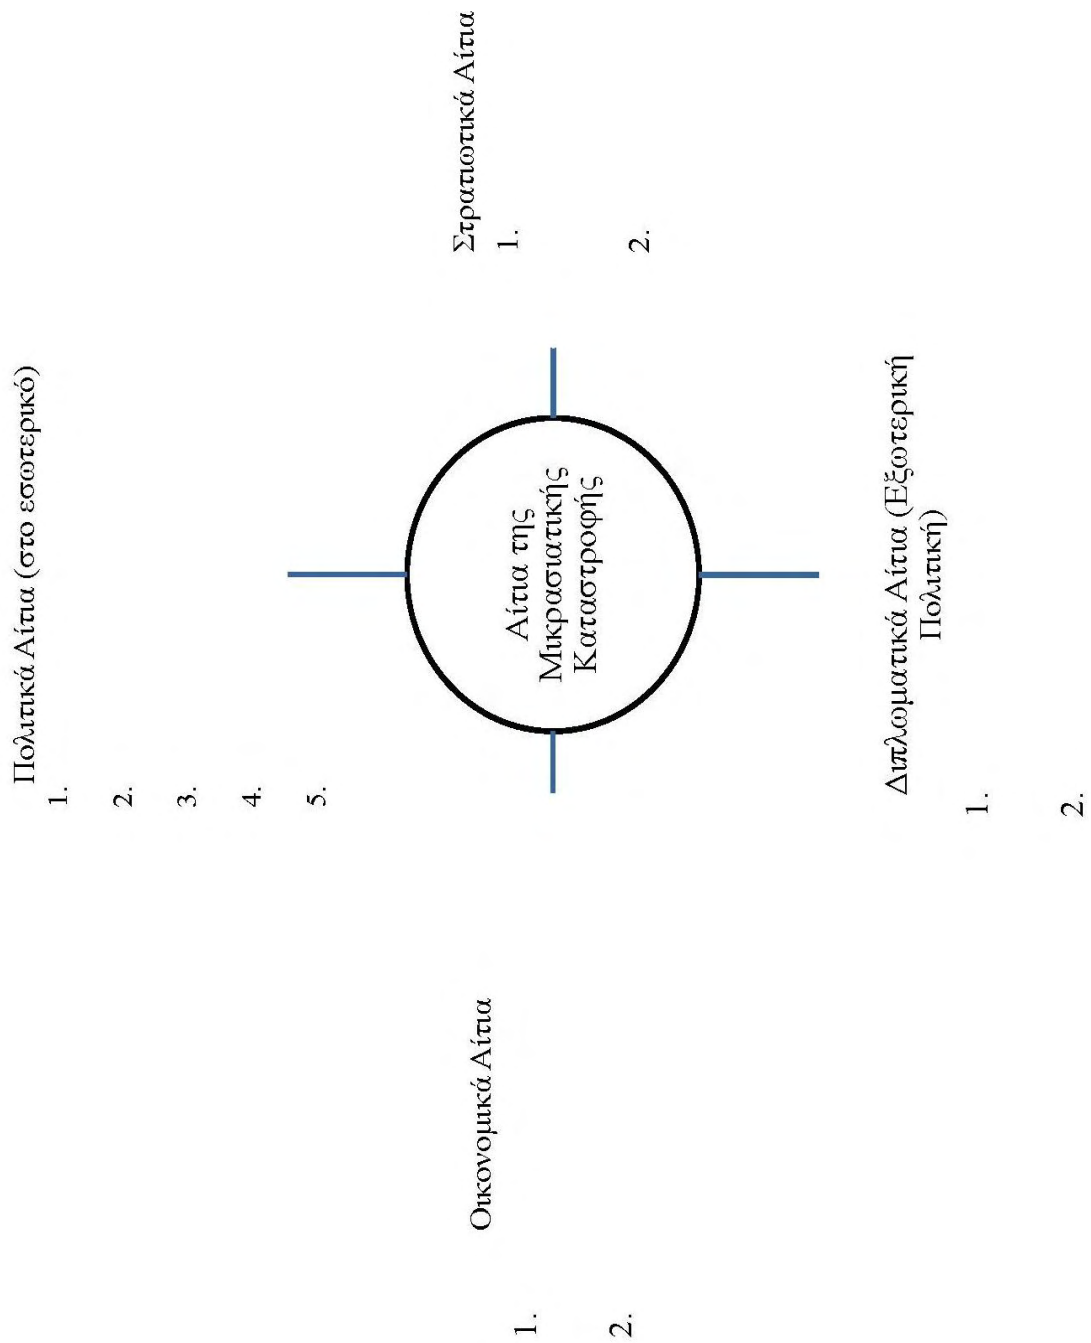 Πολιτικά Αίτια (στο εσωτερικό)
1.
2.
3.
4.
5.
Οικονομικά Αίτια
1.
2.
Αίτια της
Μικρασιατικής
Καταστροφής
Στρατιωτικά Αίτια
1.
2.
Διπλωματικά Αίτια (Εξωτερική
Πολιτική)
1.
2.